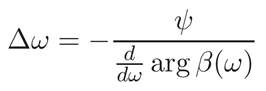 Δω = − ψ / (d/dω arg β(ω))